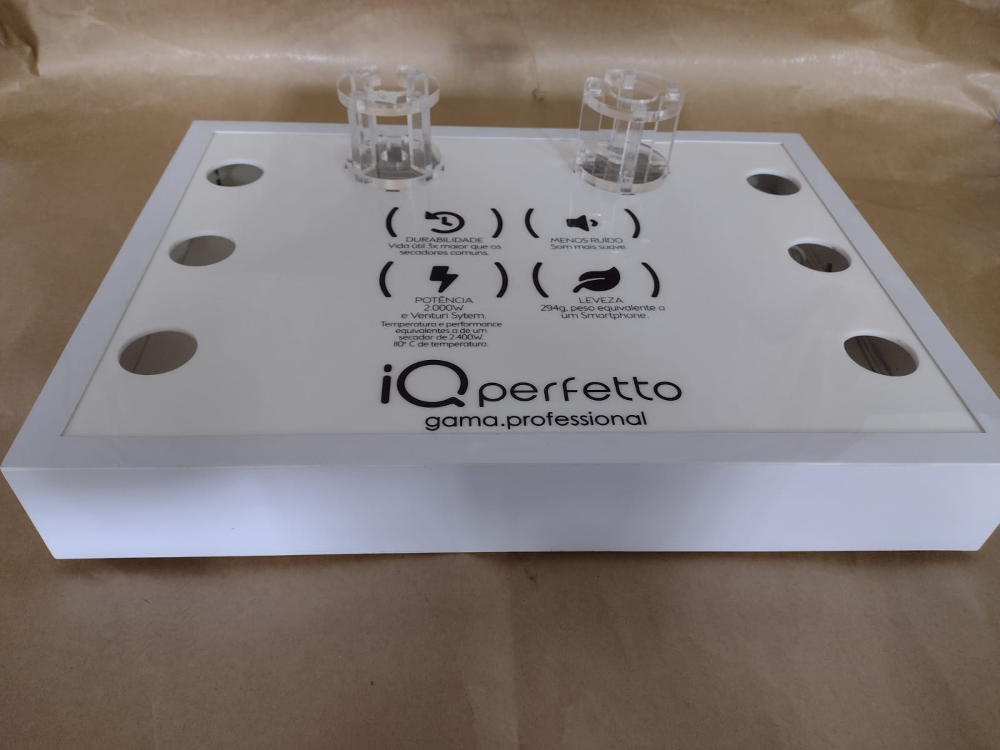 DURABILIDADE
Vida útil 3x maior que os
secadores comuns.
MENOS RUÍDO
Som mais suave.
POTÊNCIA
2.000W
e Venturi Sytem.
Temperatura e performance
equivalentes a de um
secador de 2.400W.
110° C de temperatura.
LEVEZA
294g, peso equivalente a
um Smartphone.
iQ perfetto
gama.professional